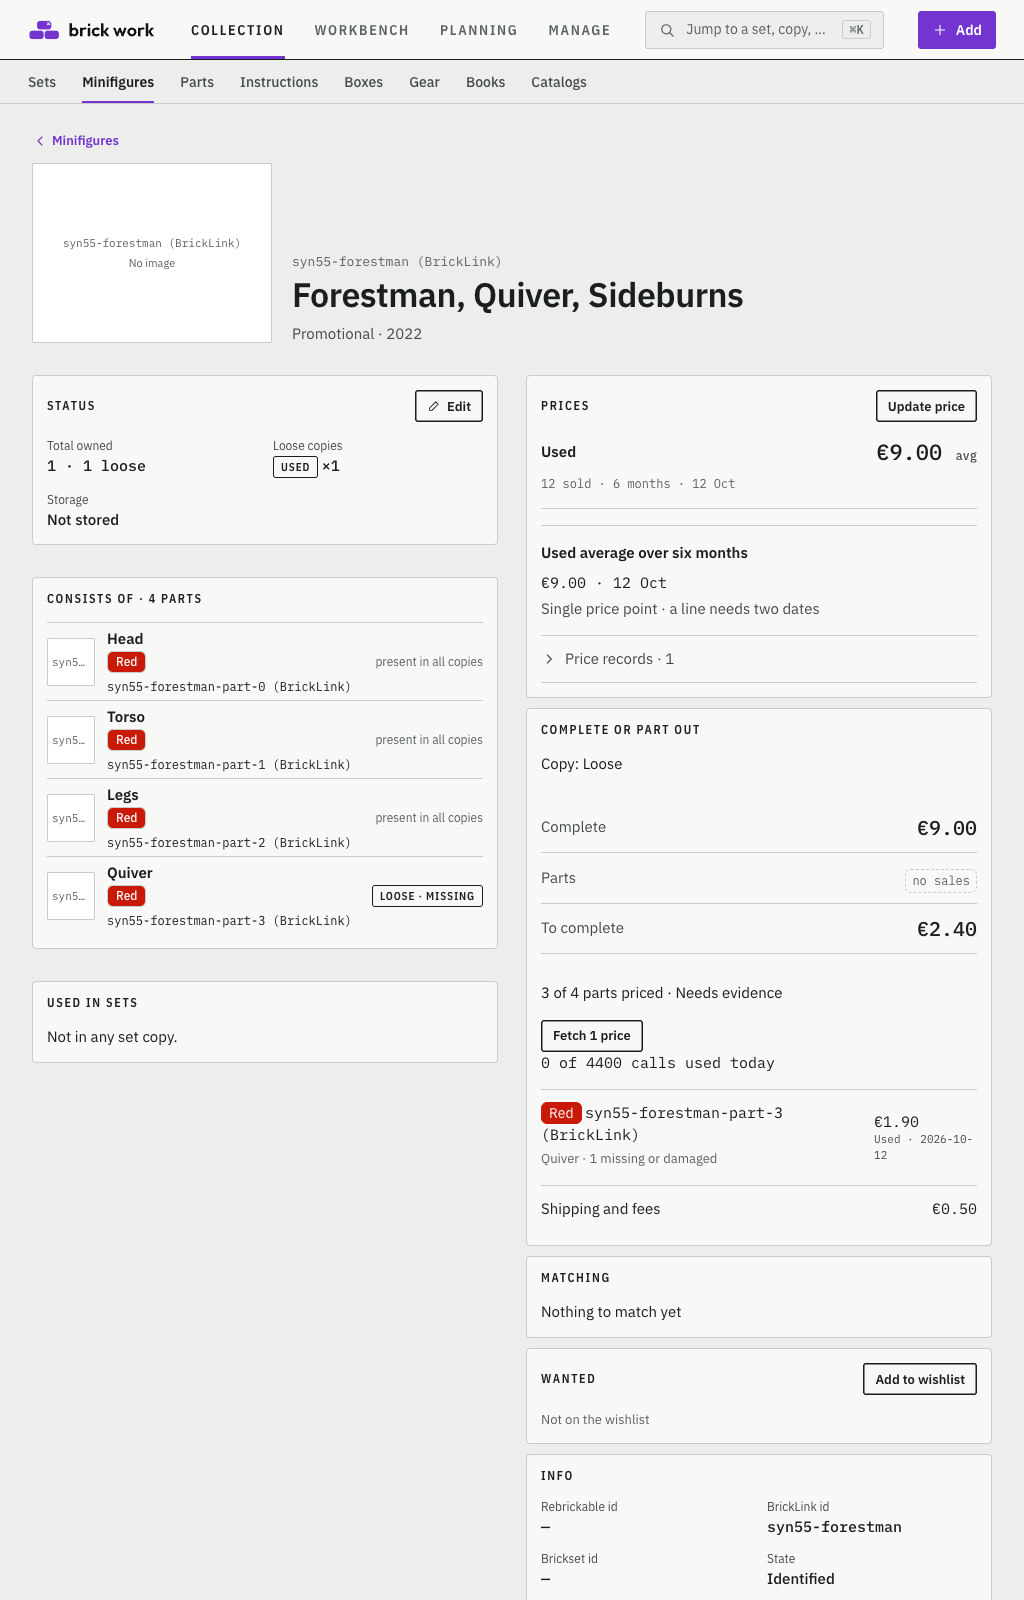 brick work
COLLECTION
WORKBENCH
PLANNING
MANAGE
Jump to a set, copy, ...
⌘K
Add
Sets
Minifigures
Parts
Instructions
Boxes
Gear
Books
Catalogs
Minifigures
syn55-forestman (BrickLink)
No image
syn55-forestman (BrickLink)
Forestman, Quiver, Sideburns
Promotional · 2022
STATUS
Edit
Total owned
1 · 1 loose
Loose copies
USED ×1
Storage
Not stored
CONSISTS OF · 4 PARTS
syn5…
Head
Red
syn55-forestman-part-0 (BrickLink)
present in all copies
syn5…
Torso
Red
syn55-forestman-part-1 (BrickLink)
present in all copies
syn5…
Legs
Red
syn55-forestman-part-2 (BrickLink)
present in all copies
syn5…
Quiver
Red
syn55-forestman-part-3 (BrickLink)
LOOSE · MISSING
USED IN SETS
Not in any set copy.
PRICES
Update price
Used
€9.00 avg
12 sold · 6 months · 12 Oct
Used average over six months
€9.00 · 12 Oct
Single price point · a line needs two dates
Price records · 1
COMPLETE OR PART OUT
Copy: Loose
Complete
€9.00
Parts
no sales
To complete
€2.40
3 of 4 parts priced · Needs evidence
Fetch 1 price
0 of 4400 calls used today
Red syn55-forestman-part-3
(BrickLink)
Quiver · 1 missing or damaged
€1.90
Used · 2026-10-
12
Shipping and fees
€0.50
MATCHING
Nothing to match yet
WANTED
Add to wishlist
Not on the wishlist
INFO
Rebrickable id
—
BrickLink id
syn55-forestman
Brickset id
—
State
Identified